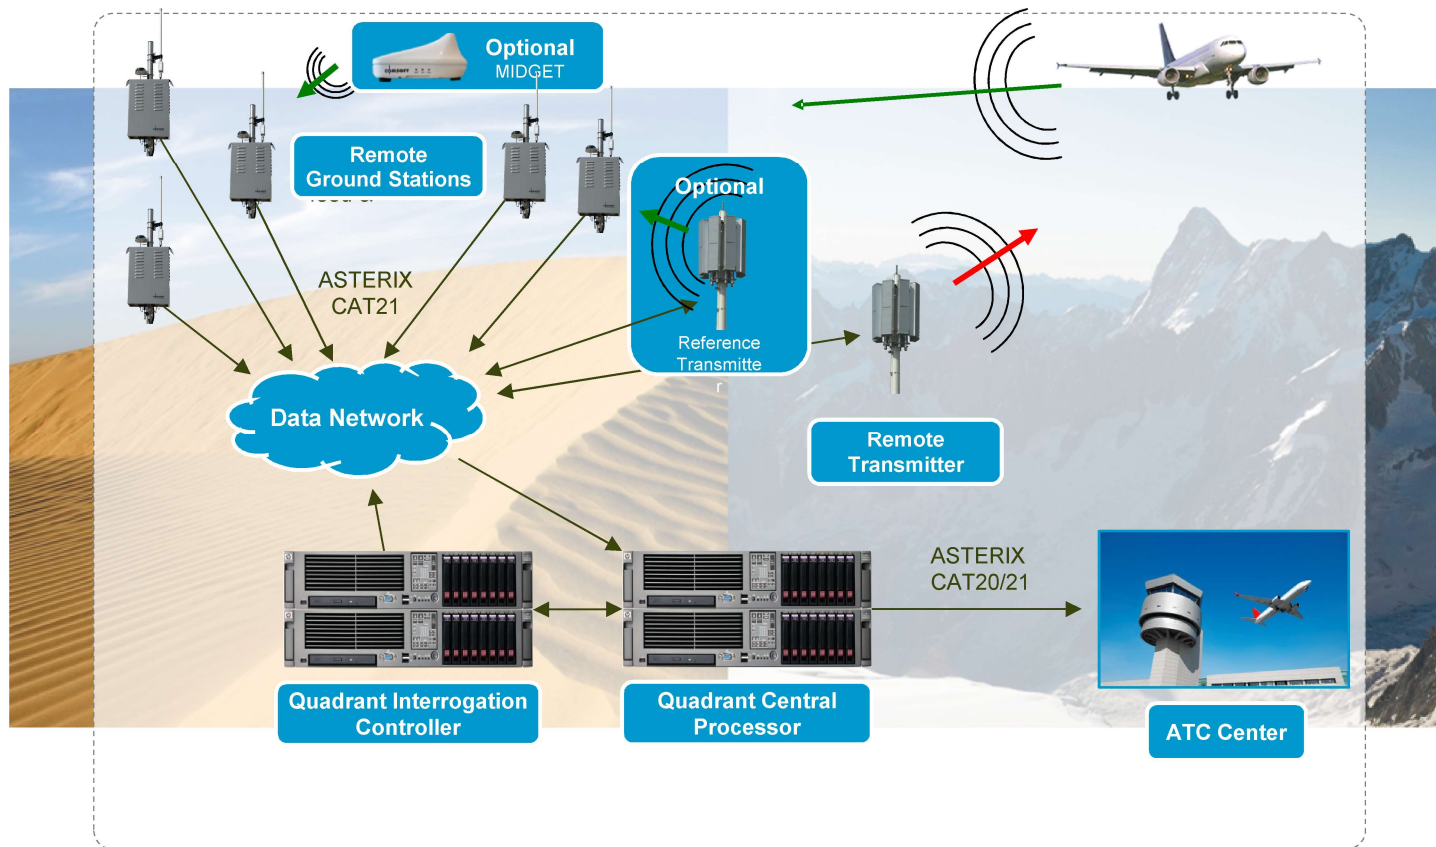 Optional
MIDGET
COMSOFT
Remote
Ground Stations
Optional
ASTERIX
CAT21
Reference
Transmitte
r
Data Network
Remote
Transmitter
ASTERIX
CAT20/21
Quadrant Interrogation
Controller
Quadrant Central
Processor
ATC Center